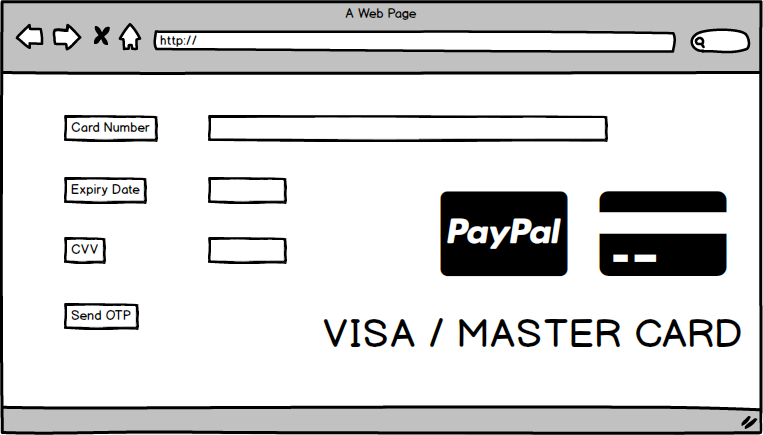 A Web Page
http://
Card Number
Expiry Date
PayPal
CVV
Send OTP
VISA / MASTER CARD